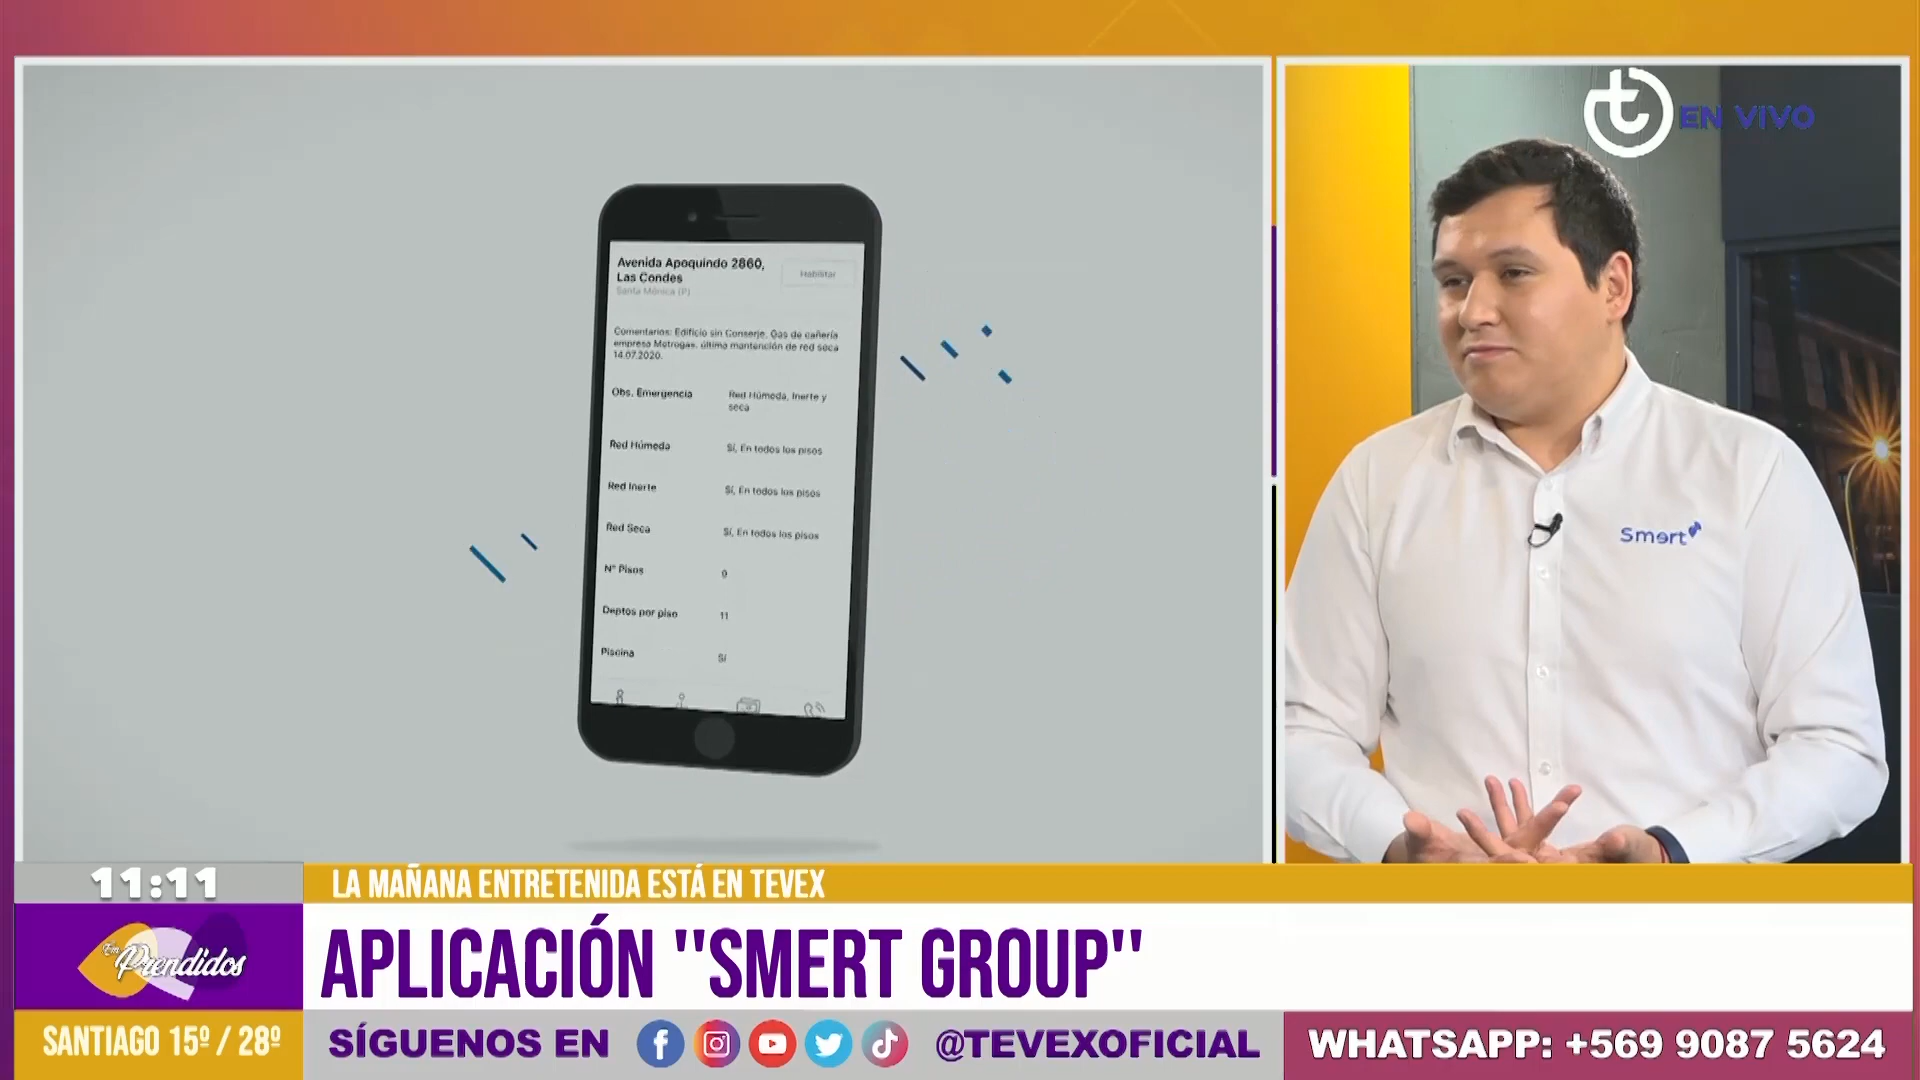 EN VIVO
Avenida Apoquindo 2860,
Las Condes
Santa Mónica (P)
Habilitar
Comentarios: Edificio sin Conserje, Gas de cañería
empresa Metrogas. última mantención de red seca
14.07.2020.
Obs. Emergencia
Red Húmeda, Inerte y
seca
Red Húmeda
Sí, En todos los pisos
Red Inerte
Sí, En todos los pisos
Red Seca
Sí, En todos los pisos
Nº Pisos
9
Deptos por piso
11
Piscina
Sí
Smert
11:11
LA MAÑANA ENTRETENIDA ESTÁ EN TEVEX
En Prendidos
APLICACIÓN "SMERT GROUP"
SANTIAGO 15º / 28º
SÍGUENOS EN
@TEVEXOFICIAL
WHATSAPP: +569 9087 5624